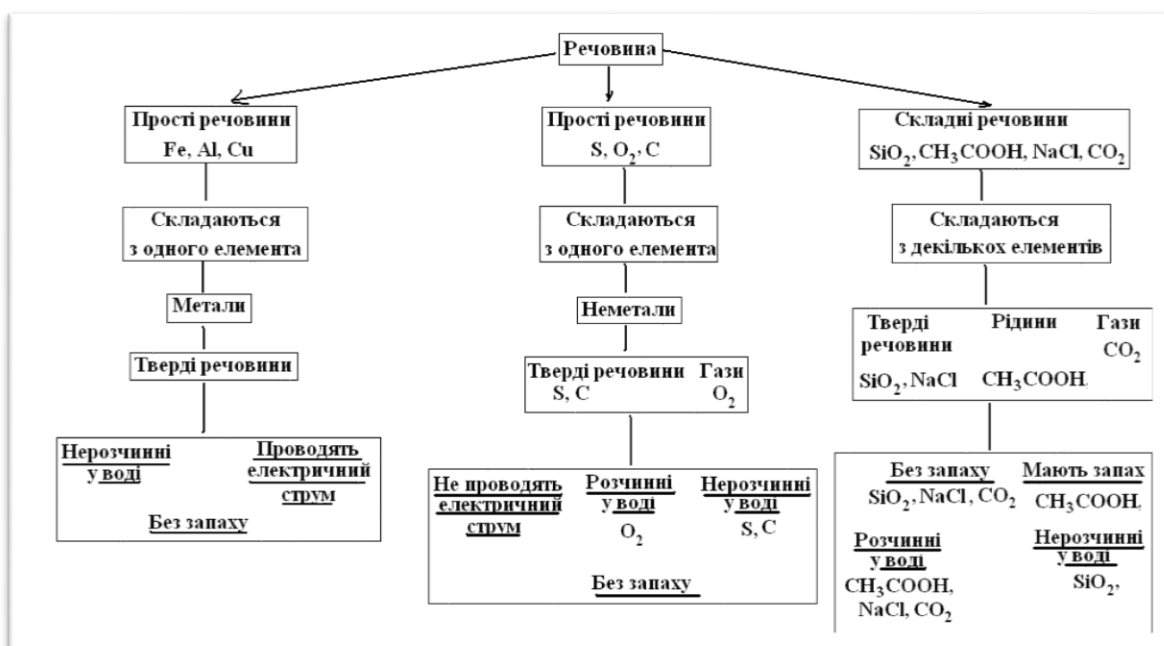 Речовина
Прості речовини
Fe, Al, Cu
Складаються
з одного елемента
Метали
Тверді речовини
Нерозчинні
у воді
Проводять
електричний
струм
Без запаху
Прості речовини
S, O₂, C
Складаються
з одного елемента
Неметали
Тверді речовини
S, C
Гази
O₂
Не проводять
електричний
струм
Розчинні
у воді
O₂
Нерозчинні
у воді
S, C
Без запаху
Складні речовини
SiO₂, CH₃COOH, NaCl, CO₂
Складаються
з декількох елементів
Тверді
речовини
SiO₂, NaCl
Рідини
CH₃COOH,
Гази
CO₂
Без запаху
SiO₂, NaCl, CO₂
Мають запах
CH₃COOH,
Розчинні
у воді
CH₃COOH,
NaCl, CO₂
Нерозчинні
у воді
SiO₂,